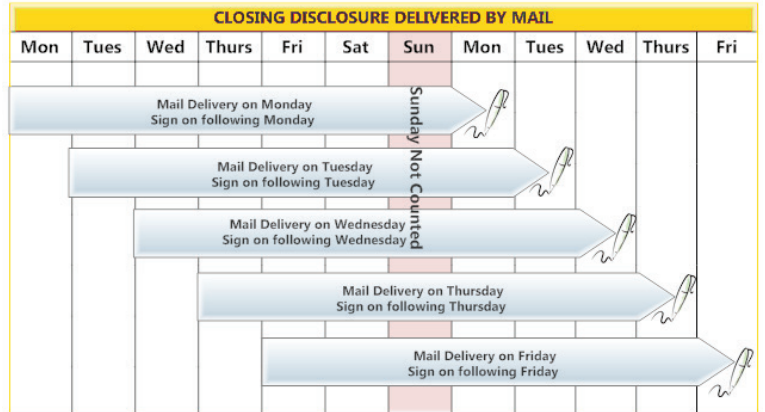 CLOSING DISCLOSURE DELIVERED BY MAIL
Mon Tues Wed Thurs Fri Sat Sun Mon Tues Wed Thurs Fri
Mail Delivery on Monday
Sign on following Monday
Sunday Not Counted
Mail Delivery on Tuesday
Sign on following Tuesday
Mail Delivery on Wednesday
Sign on following Wednesday
Mail Delivery on Thursday
Sign on following Thursday
Mail Delivery on Friday
Sign on following Friday